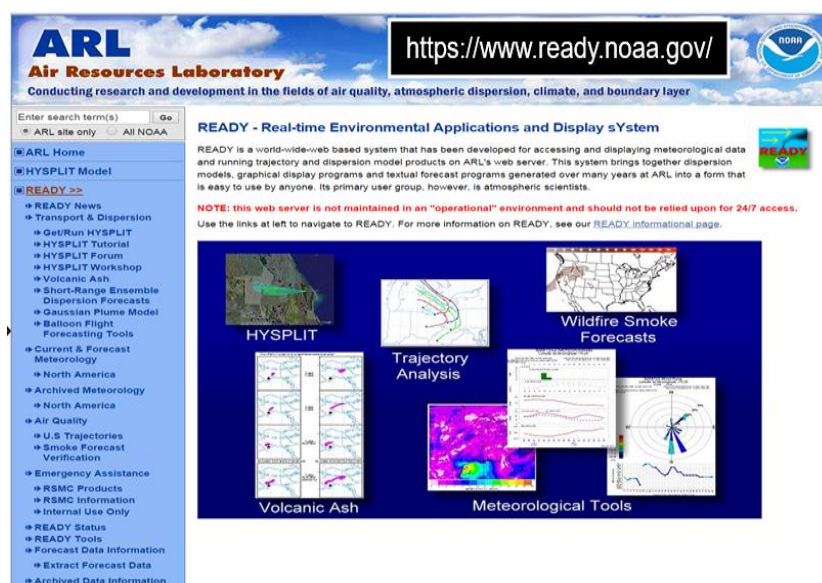 ARL
Air Resources Laboratory
https://www.ready.noaa.gov/
NOAA
Conducting research and development in the fields of air quality, atmospheric dispersion, climate, and boundary layer
Enter search term(s) Go
ARL site only All NOAA
ARL Home
HYSPLIT Model
READY >>
READY News
Transport & Dispersion
Get/Run HYSPLIT
HYSPLIT Tutorial
HYSPLIT Forum
HYSPLIT Workshop
Volcanic Ash
Short-Range Ensemble
Dispersion Forecasts
Gaussian Plume Model
Balloon Flight
Forecasting Tools
Current & Forecast
Meteorology
North America
Archived Meteorology
North America
Air Quality
U.S Trajectories
Smoke Forecast
Verification
Emergency Assistance
RSMC Products
RSMC Information
Internal Use Only
READY Status
READY Tools
Forecast Data Information
Extract Forecast Data
Archived Data Information
READY - Real-time Environmental Applications and Display sYstem
READY
READY is a world-wide-web based system that has been developed for accessing and displaying meteorological data
and running trajectory and dispersion model products on ARL's web server. This system brings together dispersion
models, graphical display programs and textual forecast programs generated over many years at ARL into a form that
is easy to use by anyone. Its primary user group, however, is atmospheric scientists.
NOTE: this web server is not maintained in an "operational" environment and should not be relied upon for 24/7 access.
Use the links at left to navigate to READY. For more information on READY, see our READY informational page.
HYSPLIT
Trajectory
Analysis
Wildfire Smoke
Forecasts
Volcanic Ash
Meteorological Tools